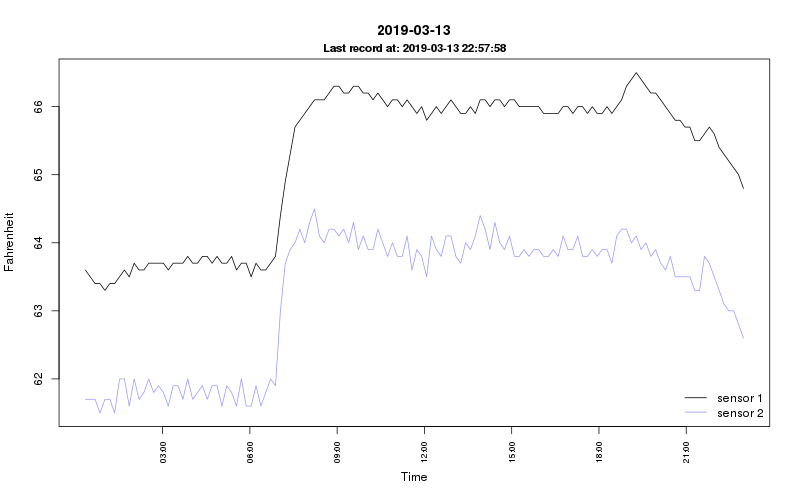 2019-03-13
Last record at: 2019-03-13 22:57:58
Fahrenheit
66
65
64
63
62
sensor 1
sensor 2
03:00
06:00
09:00
12:00
15:00
18:00
21:00
Time